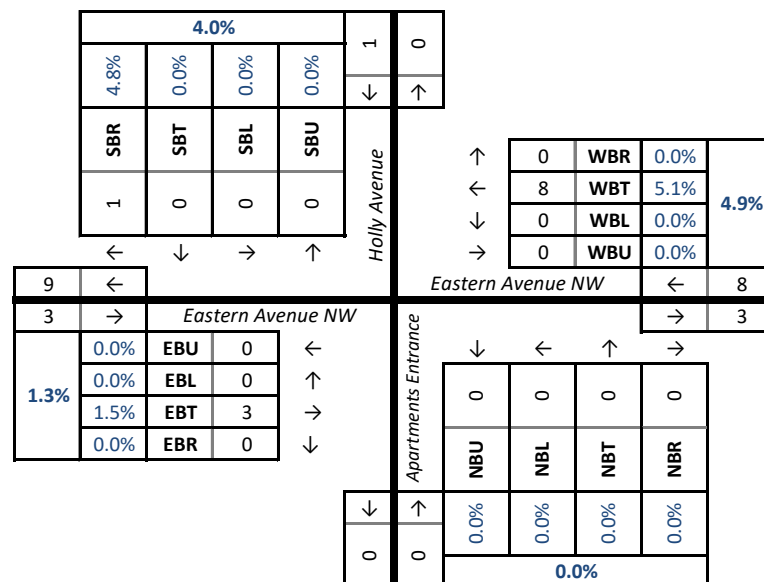 4.0%
1 0
4.8% 0.0% 0.0% 0.0%
↓ ↑
SBR SBT SBL SBU
1 0 0 0
← ↓ → ↑
Holly Avenue
↑ 0 WBR 0.0%
← 8 WBT 5.1%
↓ 0 WBL 0.0%
→ 0 WBU 0.0%
4.9%
9 ←
Eastern Avenue NW
← 8
3 →
Eastern Avenue NW
→ 3
0.0% EBU 0 ←
0.0% EBL 0 ↑
1.5% EBT 3 →
0.0% EBR 0 ↓
1.3%
Apartments Entrance
↓ ← ↑ →
0 0 0 0
NBU NBL NBT NBR
↓ ↑
0.0% 0.0% 0.0% 0.0%
0 0
0.0%